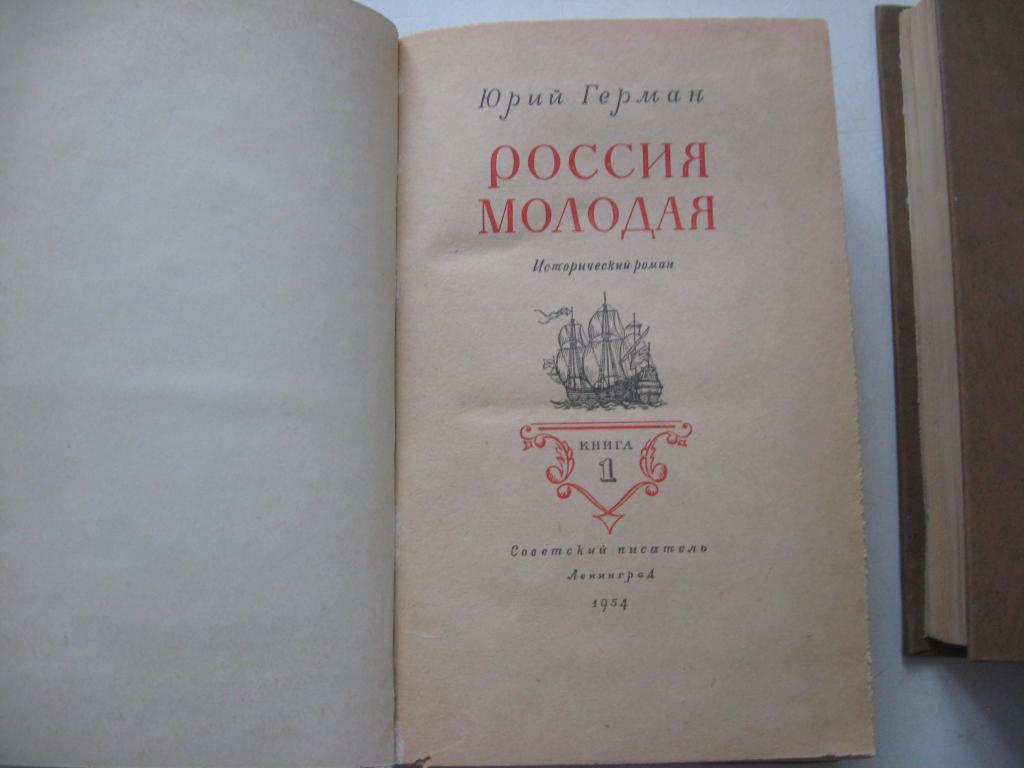 Юрий Герман
РОССИЯ
МОЛОДАЯ
Исторический роман
КНИГА
1
Советский писатель
Ленинград
1954